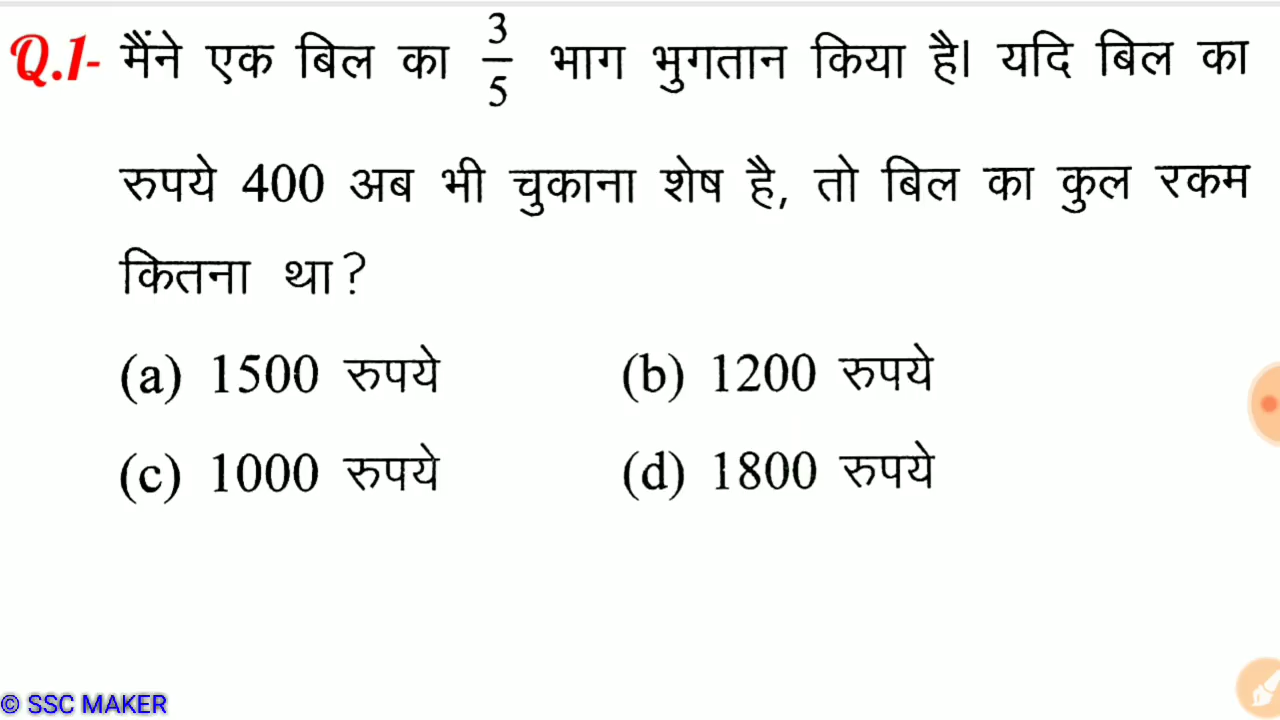 Q.1- मैंने एक बिल का 3/5 भाग भुगतान किया है। यदि बिल का
रुपये 400 अब भी चुकाना शेष है, तो बिल का कुल रकम
कितना था?
(a) 1500 रुपये (b) 1200 रुपये
(c) 1000 रुपये (d) 1800 रुपये
© SSC MAKER